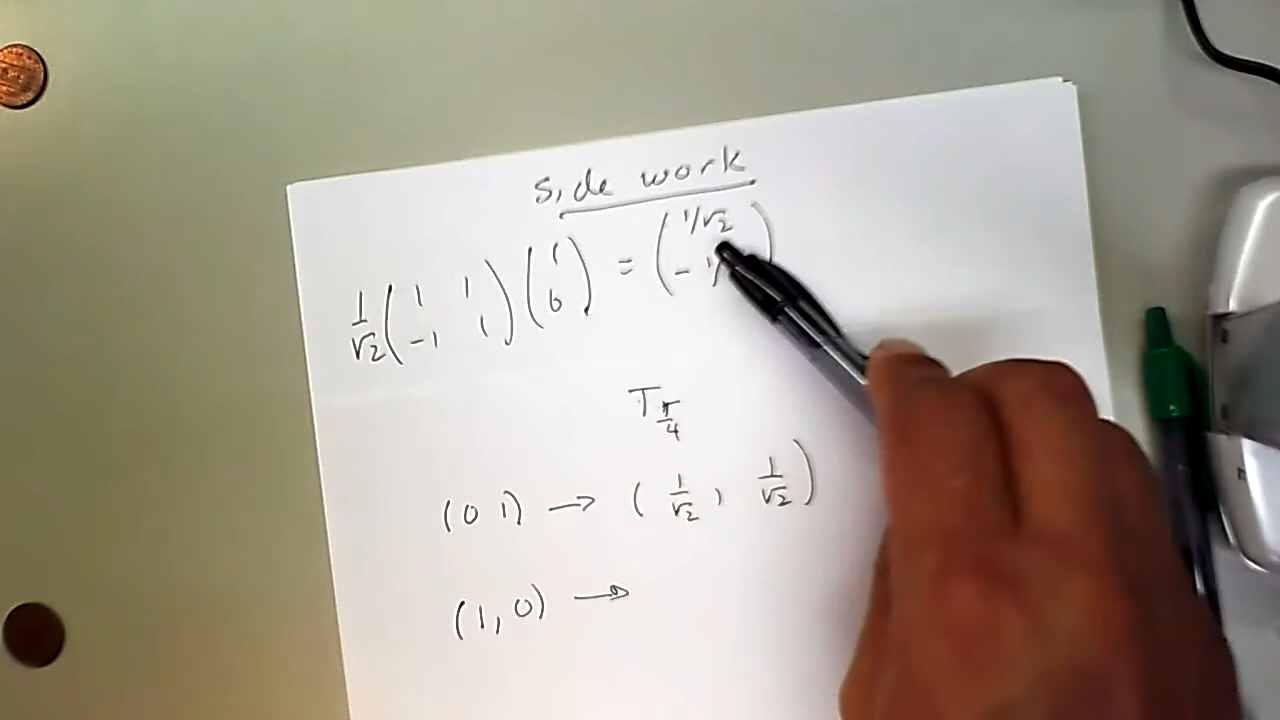 side work
1/√2 ( 1 1 -1 1 ) ( 1 0 ) = ( 1/√2 - 1/
T π/4
(0 1) → ( 1/√2 , 1/√2 )
(1, 0) →